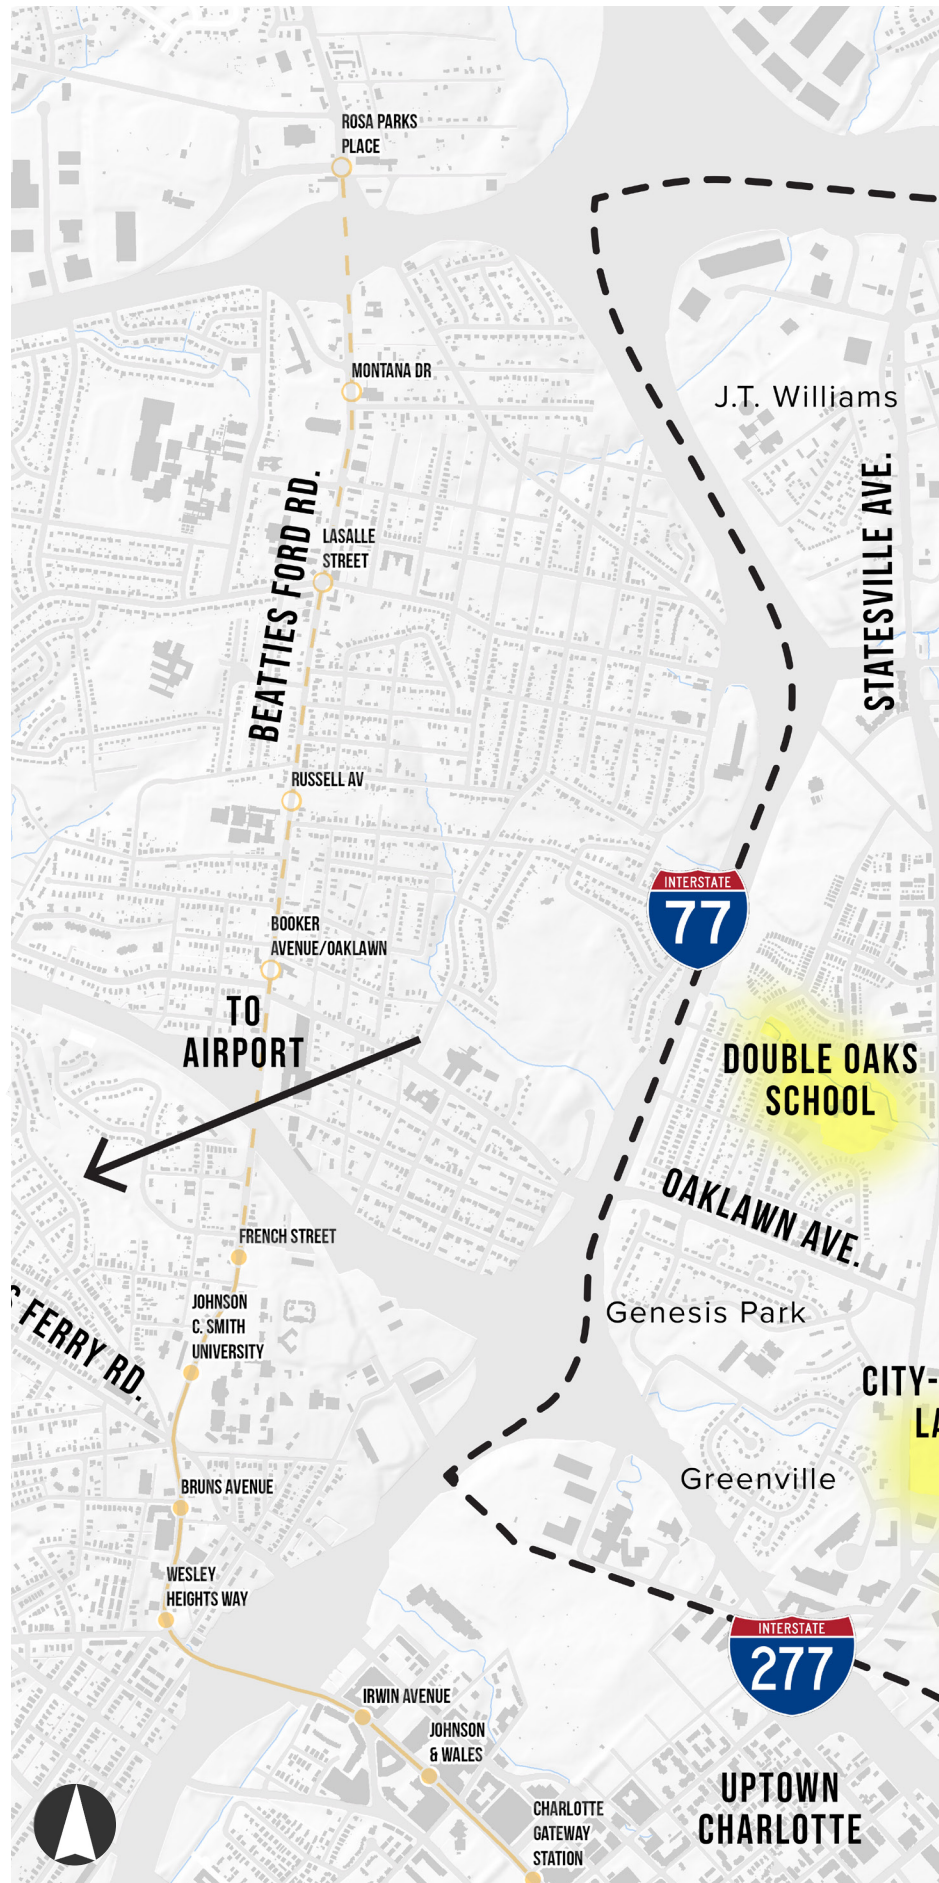 ROSA PARKS
PLACE
MONTANA DR
J.T. Williams
BEATTIES FORD RD.
STATESVILLE AVE.
LASALLE
STREET
RUSSELL AV
INTERSTATE
77
BOOKER
AVENUE/OAKLAWN
TO
AIRPORT
DOUBLE OAKS
SCHOOL
OAKLAWN AVE.
FRENCH STREET
JOHNSON
C. SMITH
UNIVERSITY
Genesis Park
FERRY RD.
CITY-
LA
BRUNS AVENUE
Greenville
WESLEY
HEIGHTS WAY
INTERSTATE
277
IRWIN AVENUE
JOHNSON
& WALES
UPTOWN
CHARLOTTE
CHARLOTTE
GATEWAY
STATION